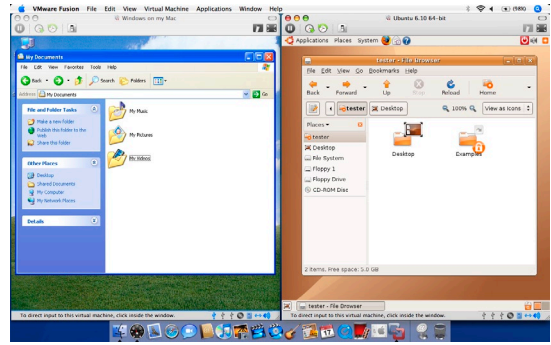 VMware Fusion File Edit View Virtual Machine Applications Window Help
(98%)
Windows on my Mac
Ubuntu 6.10 64-bit
My Documents
File Edit View Favorites Tools Help
Back Search Folders
Address My Documents Go
File and Folder Tasks
Make a new folder
Publish this folder to the Web
Share this folder
Other Places
Desktop
Shared Documents
My Computer
My Network Places
Details
My Music
My Pictures
My Videos
To direct input to this virtual machine, click inside the window.
Applications Places System
tester - File Browser
File Edit View Go Bookmarks Help
Back Forward Up Stop Reload Home
tester Desktop 100% View as Icons
Places
tester
Desktop
File System
Floppy 1
Floppy Drive
CD-ROM Disc
Desktop
Examples
2 items, Free space: 5.0 GB
tester - File Browser
To direct input to this virtual machine, click inside the window.
17